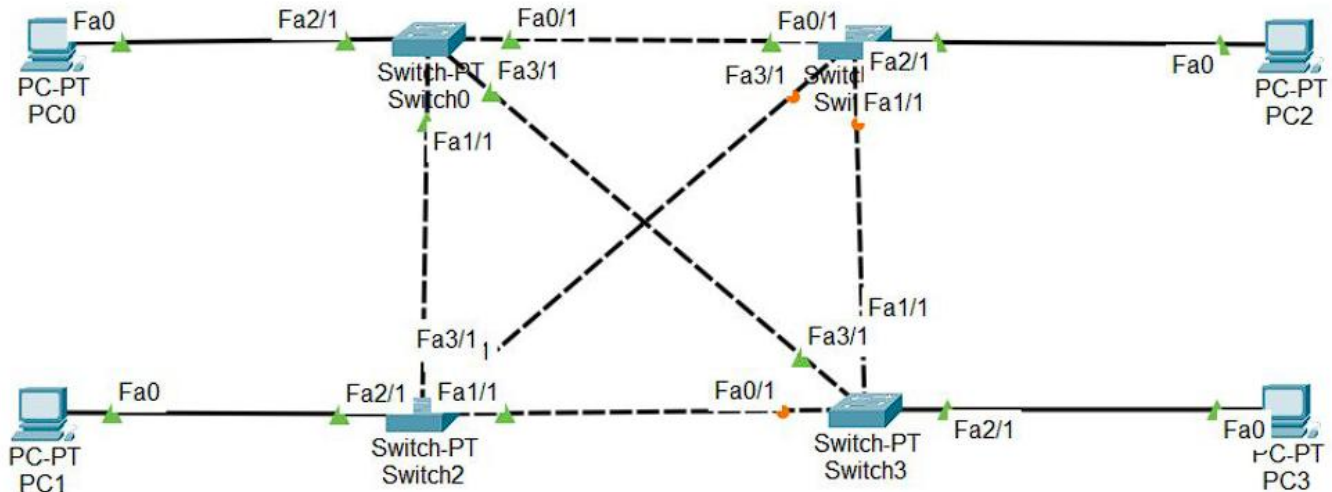 Fa0
Fa2/1
Fa0/1
Fa0/1
PC-PT
PC0
Switch-PT
Switch0
Fa3/1
Fa1/1
Fa3/1
Fa2/1
Fa1/1
Fa0
PC-PT
PC2
Fa3/1
Fa1/1
Fa3/1
Fa0
Fa2/1
Fa1/1
Fa0/1
PC-PT
PC1
Switch-PT
Switch2
Switch-PT
Switch3
Fa2/1
Fa0
PC-PT
PC3